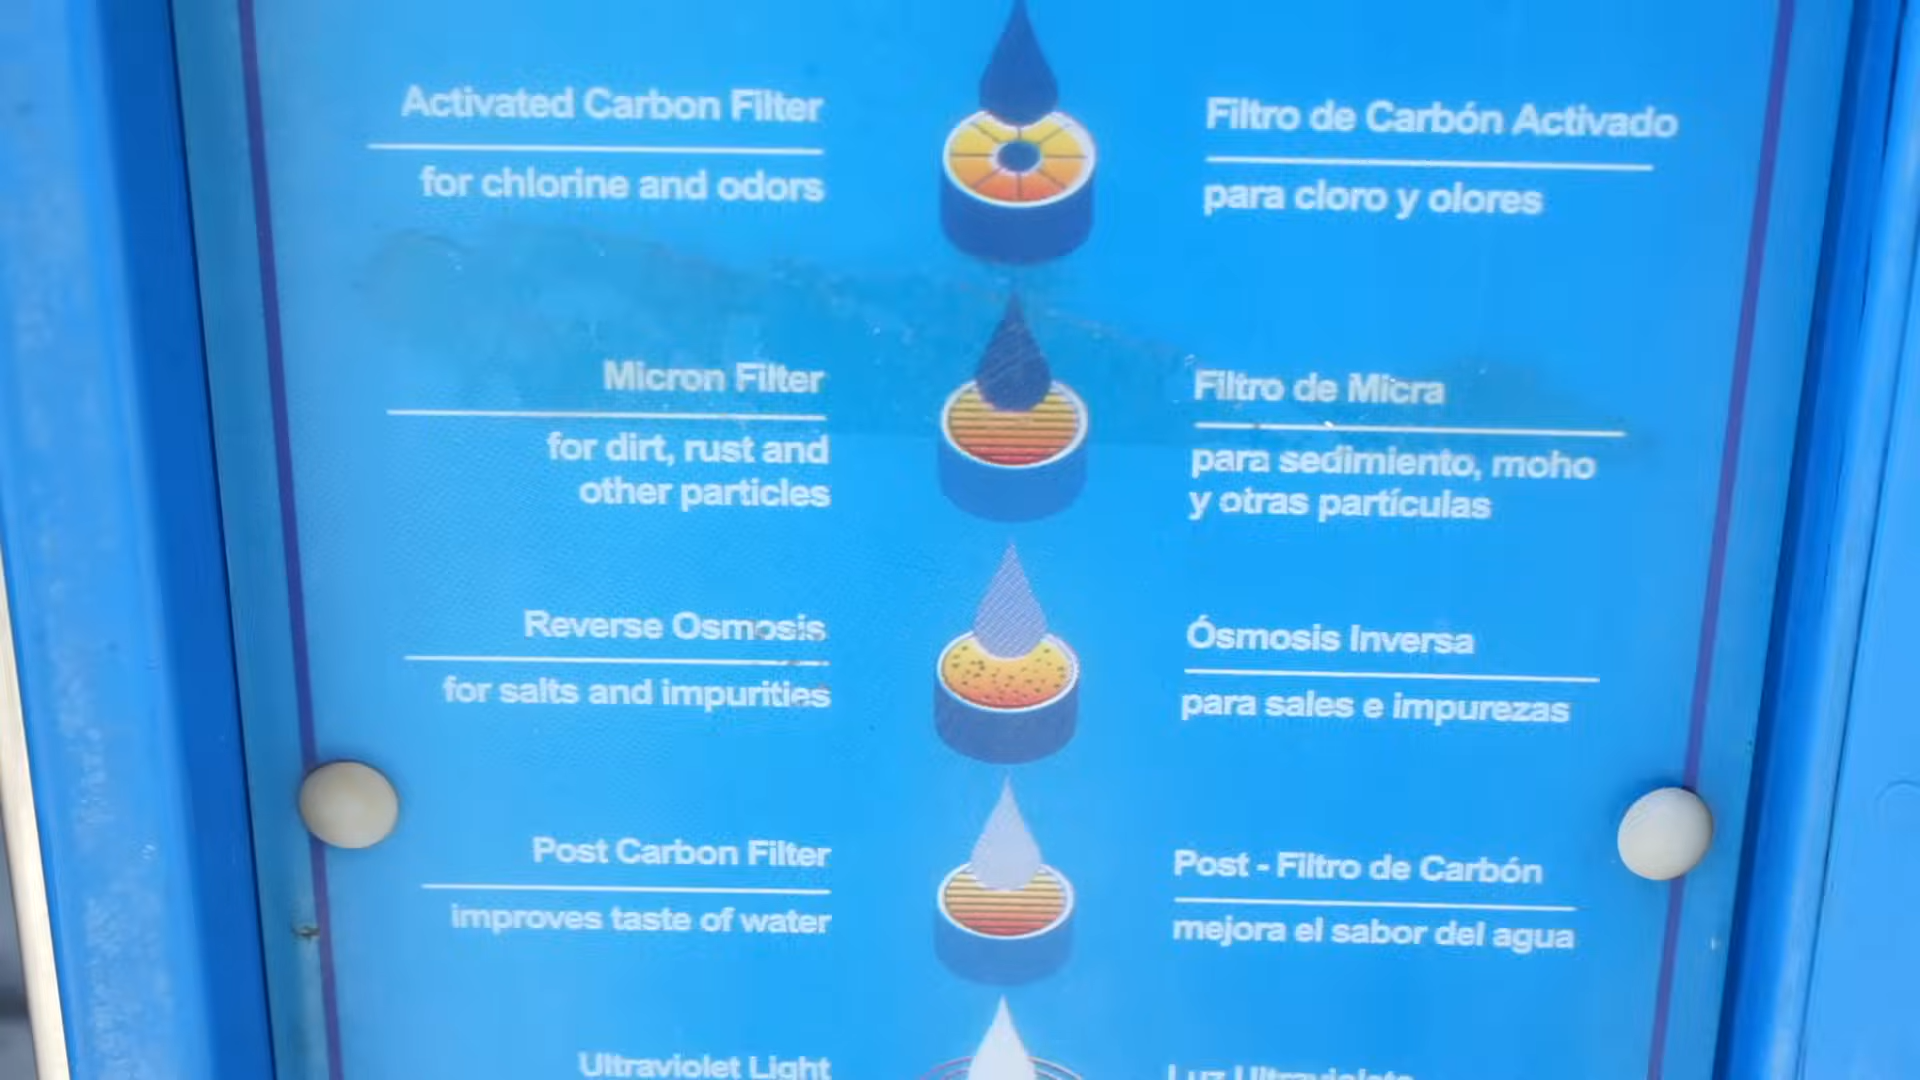 Activated Carbon Filter
for chlorine and odors
Filtro de Carbón Activado
para cloro y olores
Micron Filter
for dirt, rust and
other particles
Filtro de Micra
para sedimiento, moho
y otras partículas
Reverse Osmosis
for salts and impurities
Ósmosis Inversa
para sales e impurezas
Post Carbon Filter
improves taste of water
Post - Filtro de Carbón
mejora el sabor del agua
Ultraviolet Light
Luz Ultravioleta